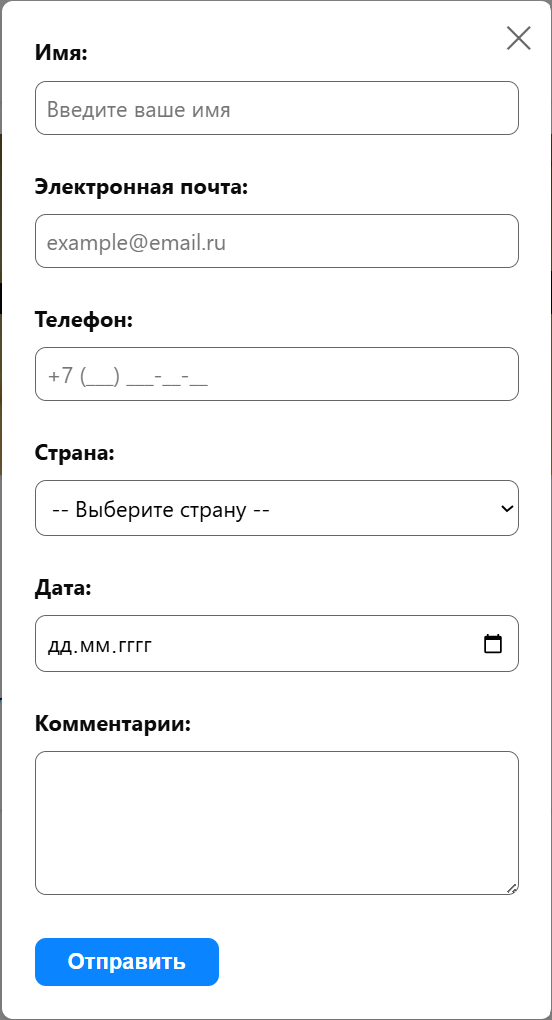 Имя:
Введите ваше имя
Электронная почта:
example@email.ru
Телефон:
+7 (___) ___-__-__
Страна:
-- Выберите страну --
Дата:
дд.мм.гггг
Комментарии:
Отправить